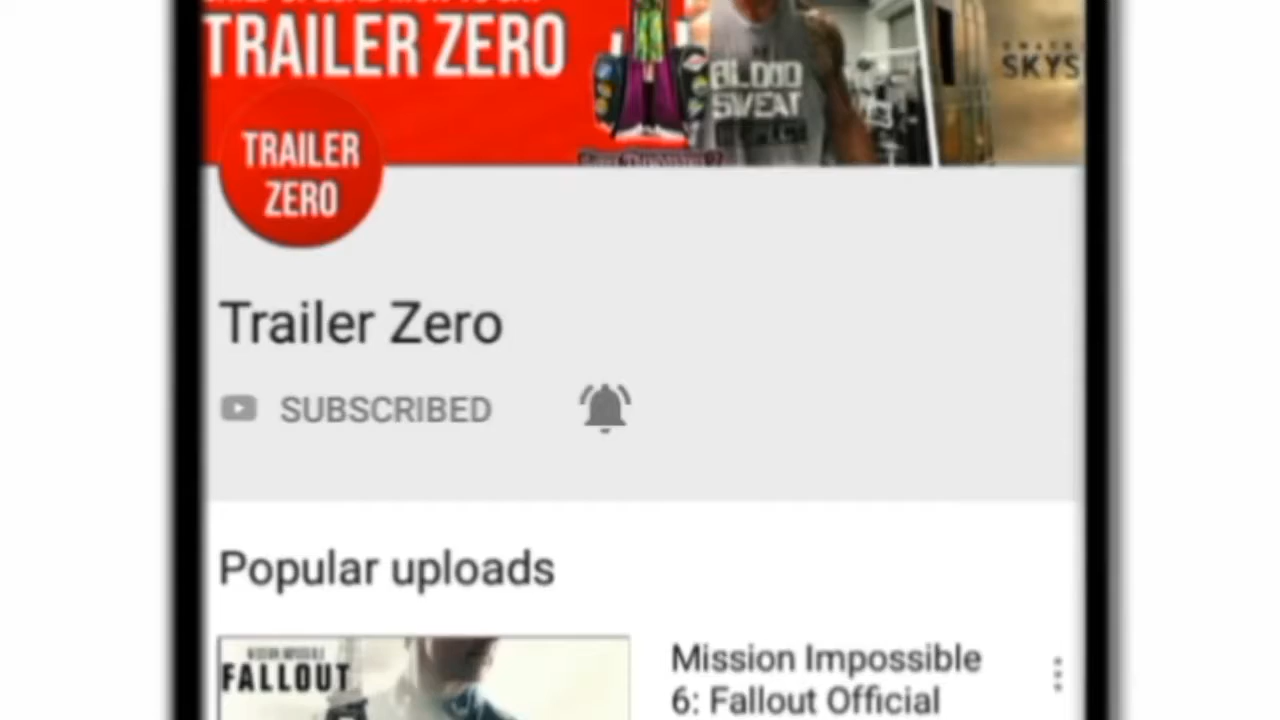 TRAILER ZERO
SKYS
BLOOD
SWEAT
TRAILER
ZERO
Trailer Zero
SUBSCRIBED
Popular uploads
FALLOUT
Mission Impossible
6: Fallout Official